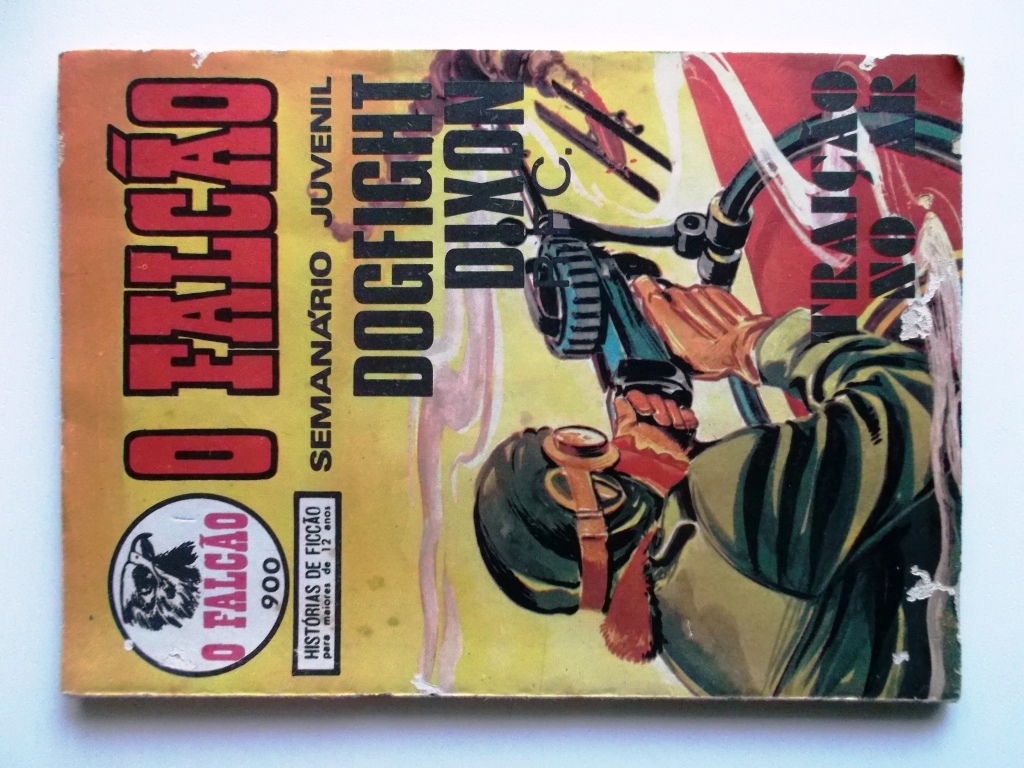 O FALCÃO
O FALCÃO
900
SEMANÁRIO JUVENIL
HISTÓRIAS DE FICÇÃO
para maiores de 12 anos
DOGFIGHT
DIXON
R. F. C.
TRAIÇÃO
NO AR